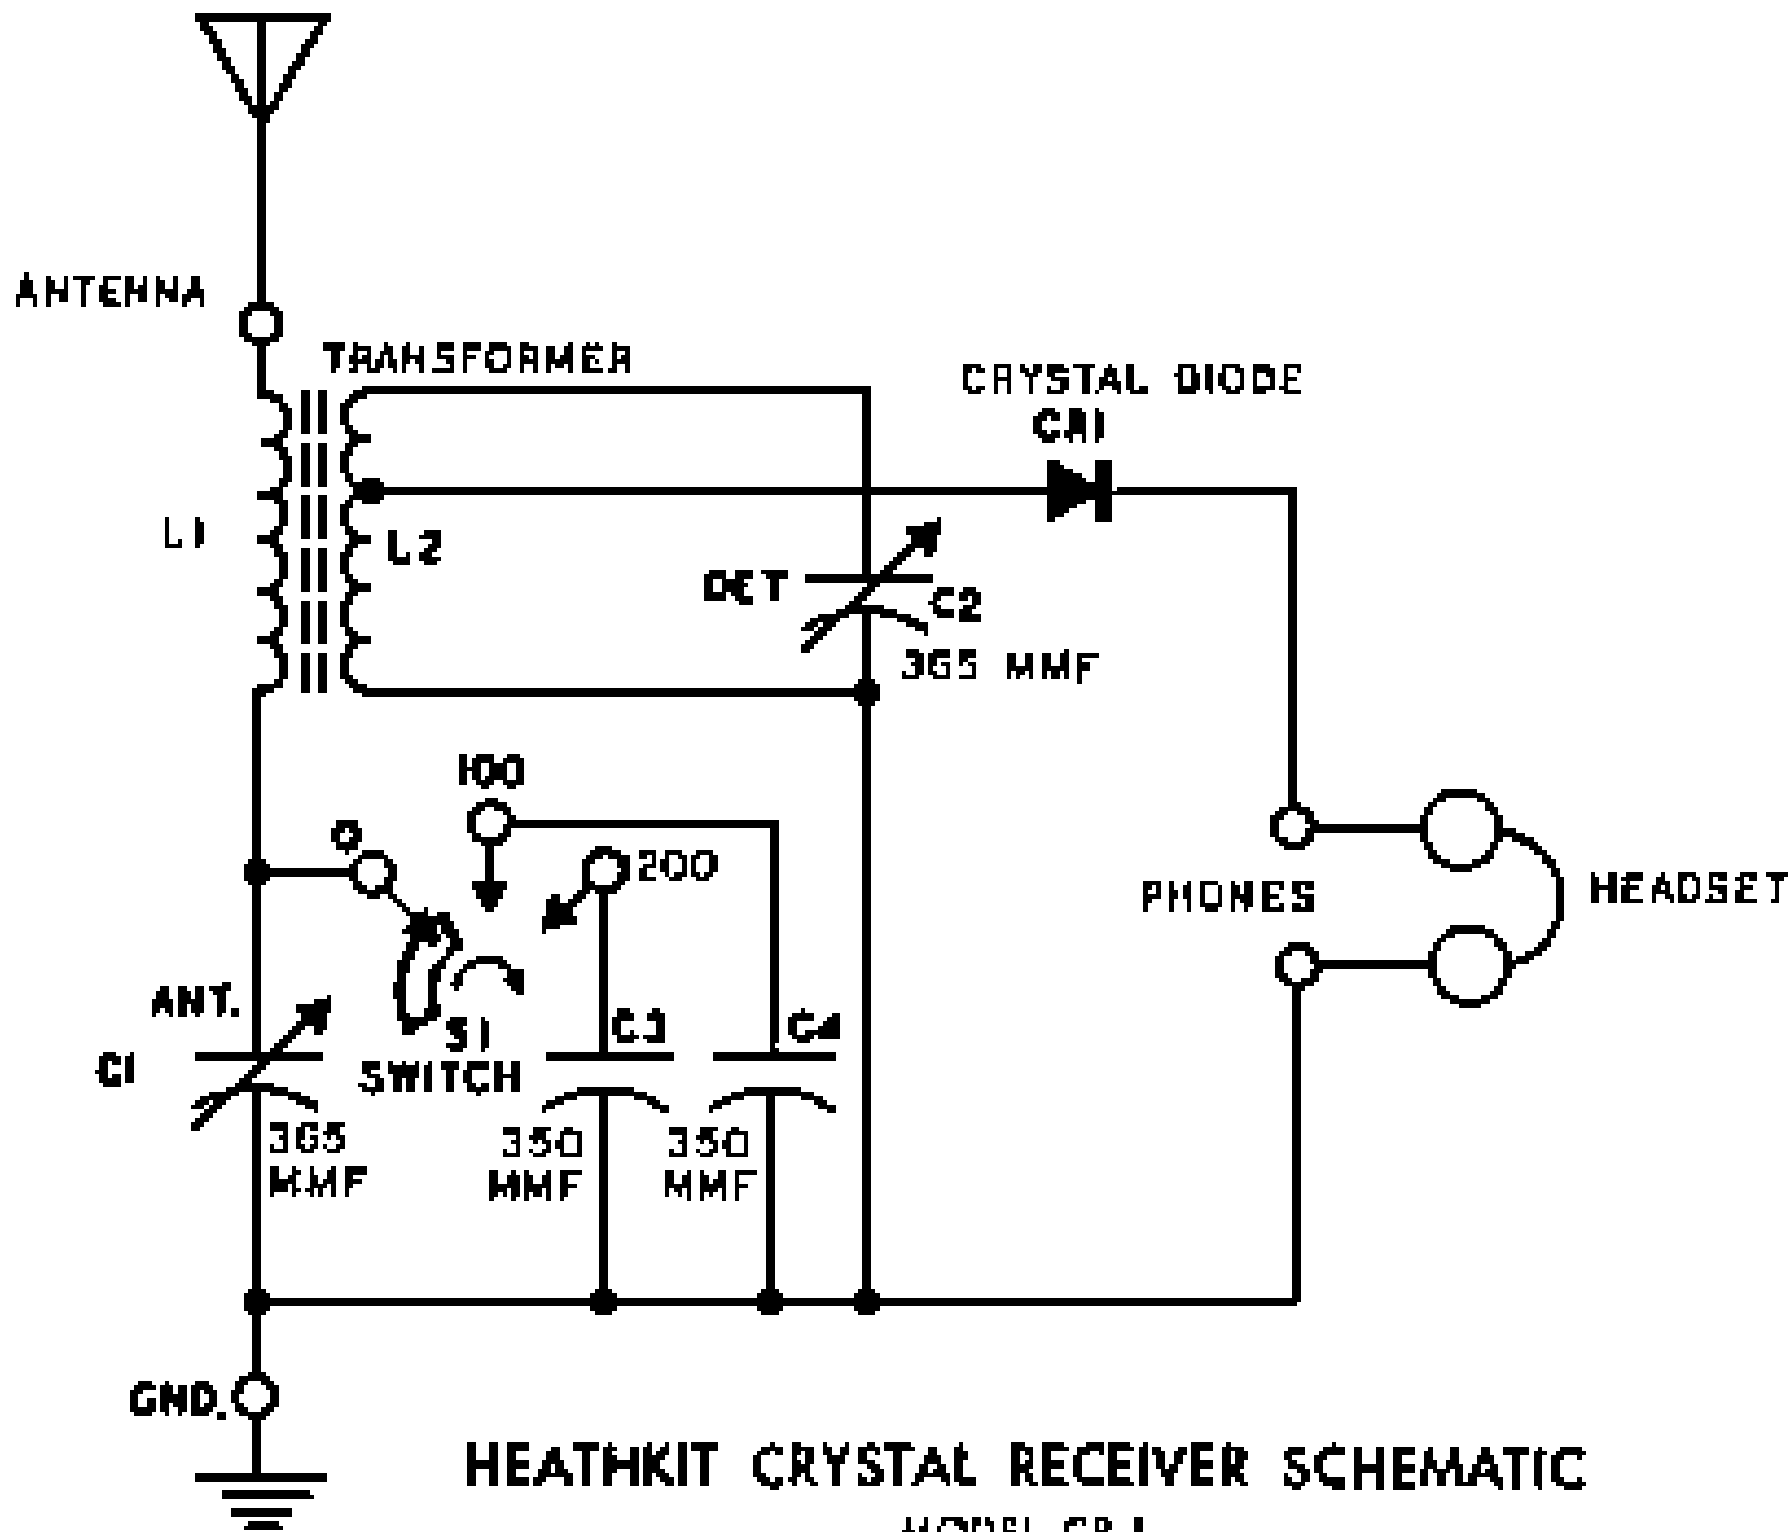 ANTENNA
TRANSFORMER
CRYSTAL DIODE
CR1
L1
L2
DET
C2
365 MMF
100
0
200
PHONES
HEADSET
ANT.
C1
S1
SWITCH
C3
C4
365
MMF
350
MMF
350
MMF
GND.
HEATHKIT CRYSTAL RECEIVER SCHEMATIC